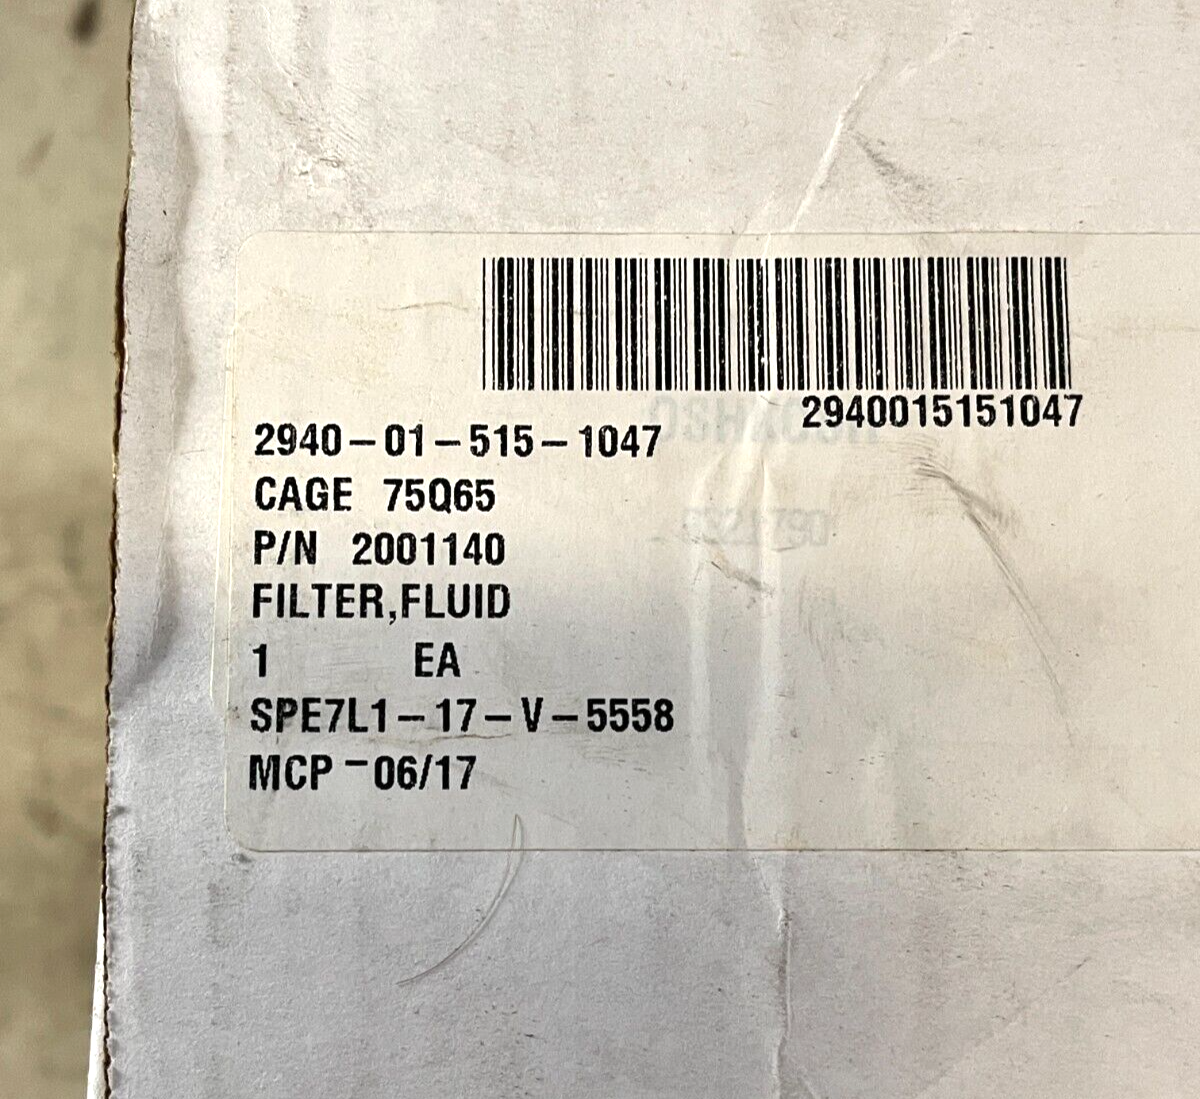 2940015151047
2940-01-515-1047
CAGE 75Q65
P/N 2001140
FILTER,FLUID
1 EA
SPE7L1-17-V-5558
MCP-06/17